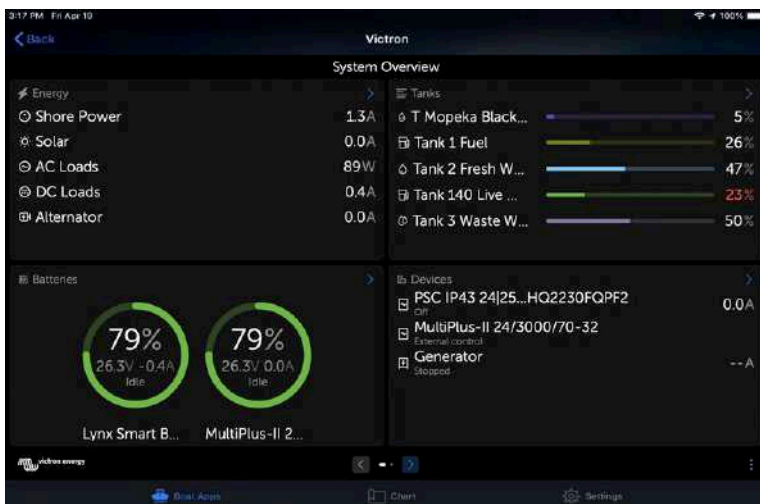 3:17 PM Fri Apr 19
100%
Back
Victron
System Overview
Energy
Shore Power 1.3A
Solar 0.0A
AC Loads 89W
DC Loads 0.4A
Alternator 0.0A
Tanks
T Mopeka Black... 5%
Tank 1 Fuel 26%
Tank 2 Fresh W... 47%
Tank 140 Live ... 23%
Tank 3 Waste W... 50%
Batteries
79%
26.3V -0.4A
Idle
Lynx Smart B...
79%
26.3V 0.0A
Idle
MultiPlus-II 2...
Devices
PSC IP43 24|25...HQ2230FQPF2 0.0A
Off
MultiPlus-II 24/3000/70-32
External control
Generator --A
Stopped
victron energy
Boat Apps
Chart
Settings